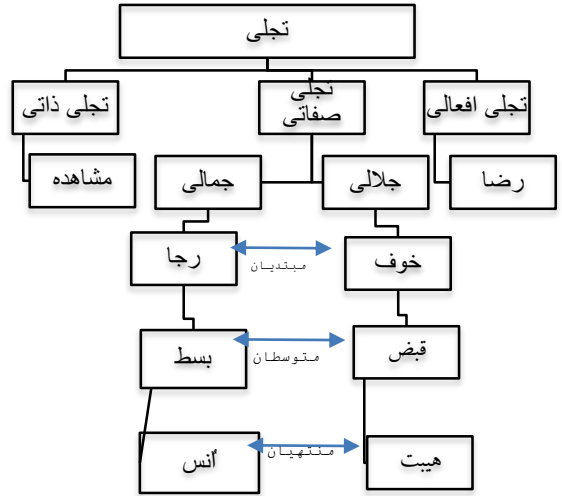 تجلی
تجلی افعالی
تجلی
صفاتی
تجلی ذاتی
رضا
جلالی
جمالی
مشاهده
خوف
مبتدیان
رجا
قبض
متوسطان
بسط
هیبت
منتهیان
اُنس